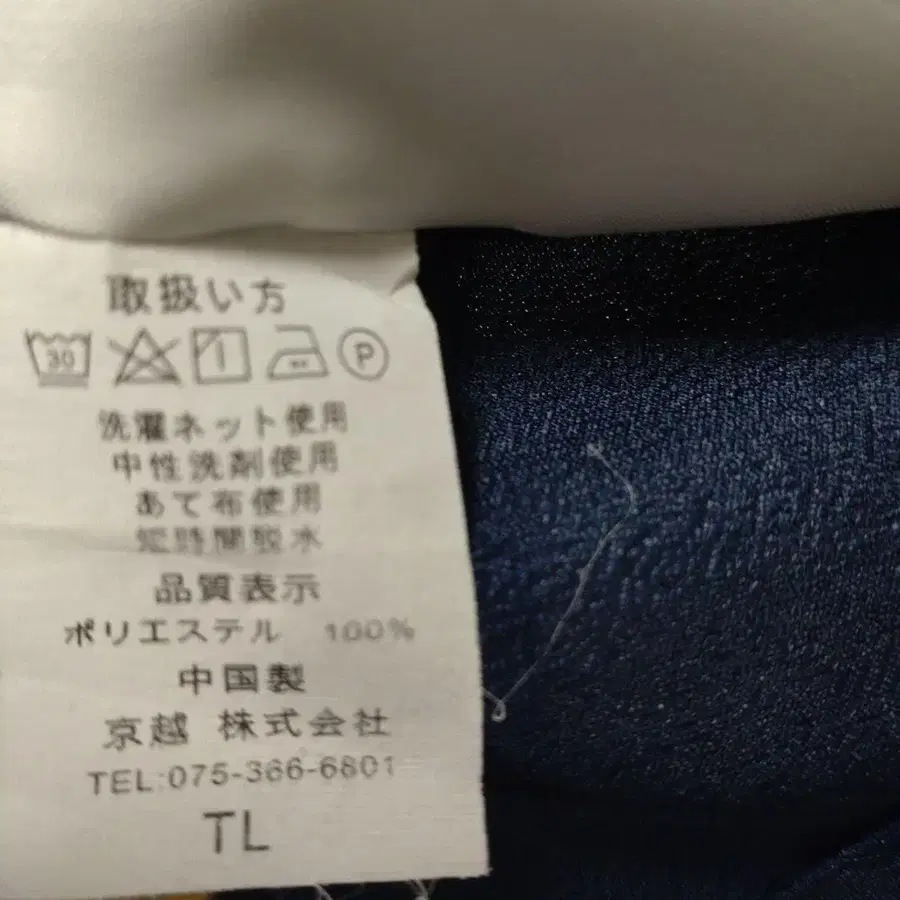 取扱い方
30 P
洗濯ネット使用
中性洗剤使用
あて布使用
短時間脱水
品質表示
ポリエステル 100%
中国製
京越 株式会社
TEL:075-366-6801
TL